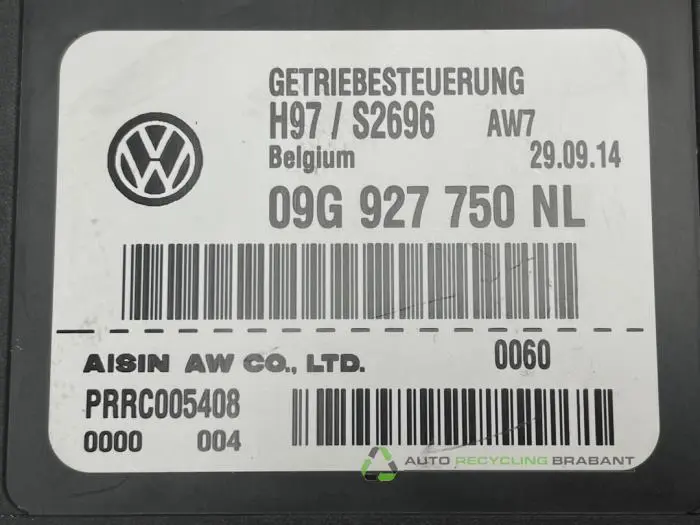 GETRIEBESTEUERUNG
H97 / S2696 AW7
Belgium 29.09.14
09G 927 750 NL
AISIN AW CO., LTD. 0060
PRRC005408
0000 004
AUTO RECYCLING BRABANT